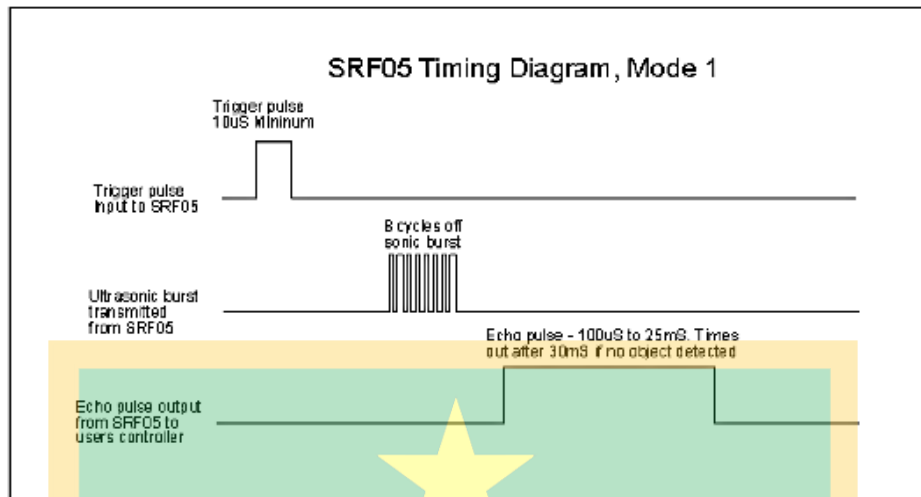 SRF05 Timing Diagram, Mode 1
Trigger pulse
10uS Mininum
Trigger pulse
Input to SRF05
8 cycles off
sonic burst
Ultrasonic burst
transmitted
from SRF05
Echo pulse - 100uS to 25mS. Times
out after 30mS if no object detected
Echo pulse output
from SRF05 to
users controller